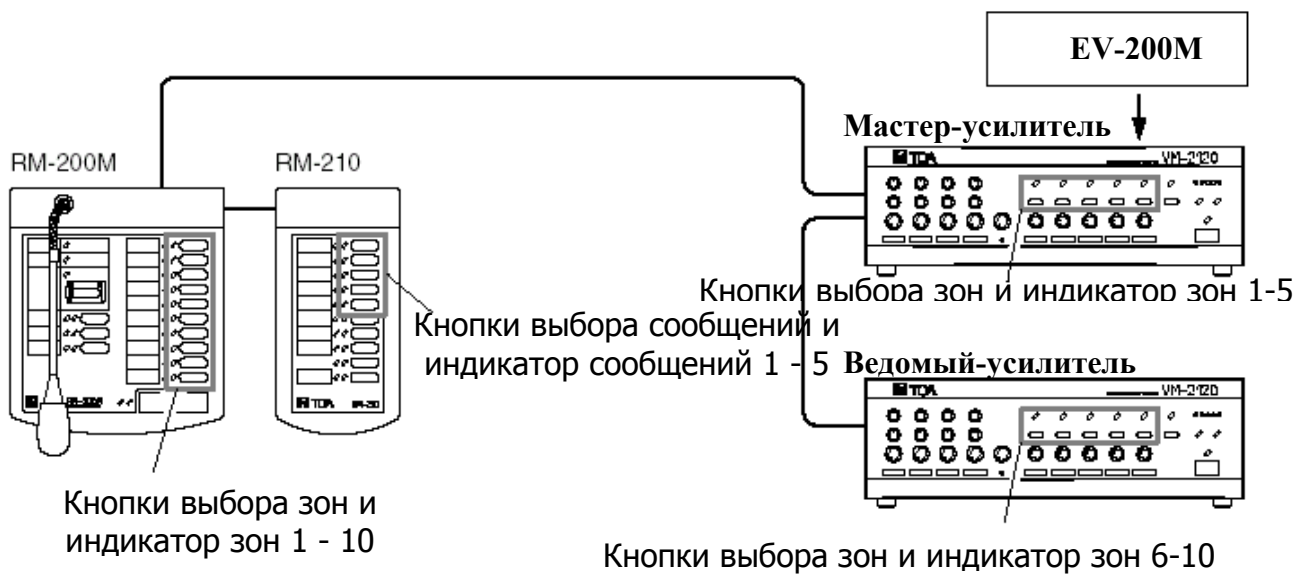 EV-200M
Мастер-усилитель
RM-200M
RM-210
TOA
VM-2120
Кнопки выбора зон и индикатор зон 1-5
Кнопки выбора сообщений и
индикатор сообщений 1 - 5
Ведомый-усилитель
TOA
VM-2120
TOA
Кнопки выбора зон и
индикатор зон 1 - 10
Кнопки выбора зон и индикатор зон 6-10